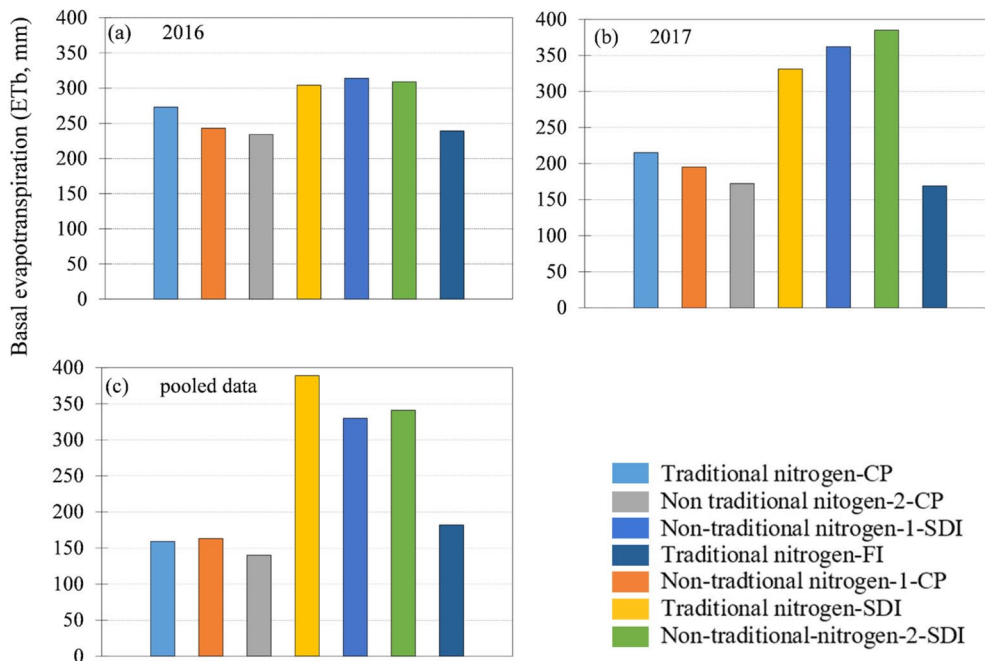 Basal evapotranspiration (ETb, mm)
(a) 2016
400
350
300
250
200
150
100
50
0
(b) 2017
400
350
300
250
200
150
100
50
0
(c) pooled data
400
350
300
250
200
150
100
50
0
Traditional nitrogen-CP
Non traditional nitogen-2-CP
Non-traditional nitrogen-1-SDI
Traditional nitrogen-FI
Non-tradtional nitrogen-1-CP
Traditional nitrogen-SDI
Non-traditional-nitrogen-2-SDI